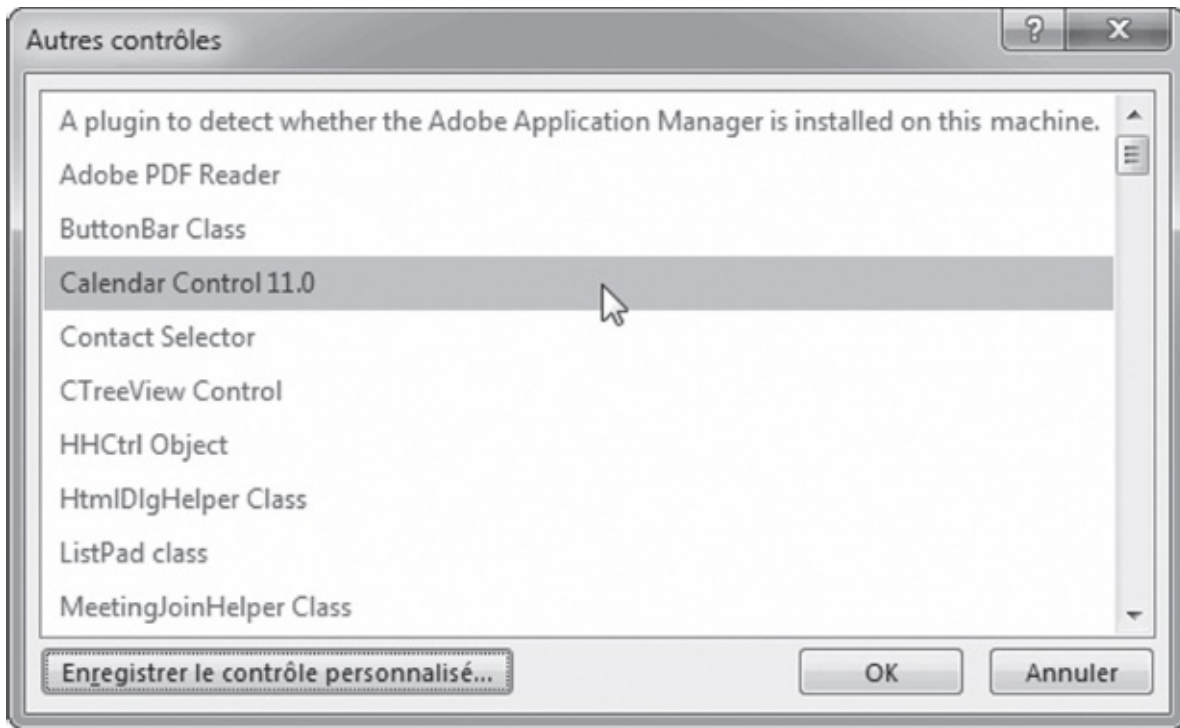 Autres contrôles
A plugin to detect whether the Adobe Application Manager is installed on this machine.
Adobe PDF Reader
ButtonBar Class
Calendar Control 11.0
Contact Selector
CTreeView Control
HHCtrl Object
HtmlDlgHelper Class
ListPad class
MeetingJoinHelper Class
Enregistrer le contrôle personnalisé...
OK
Annuler